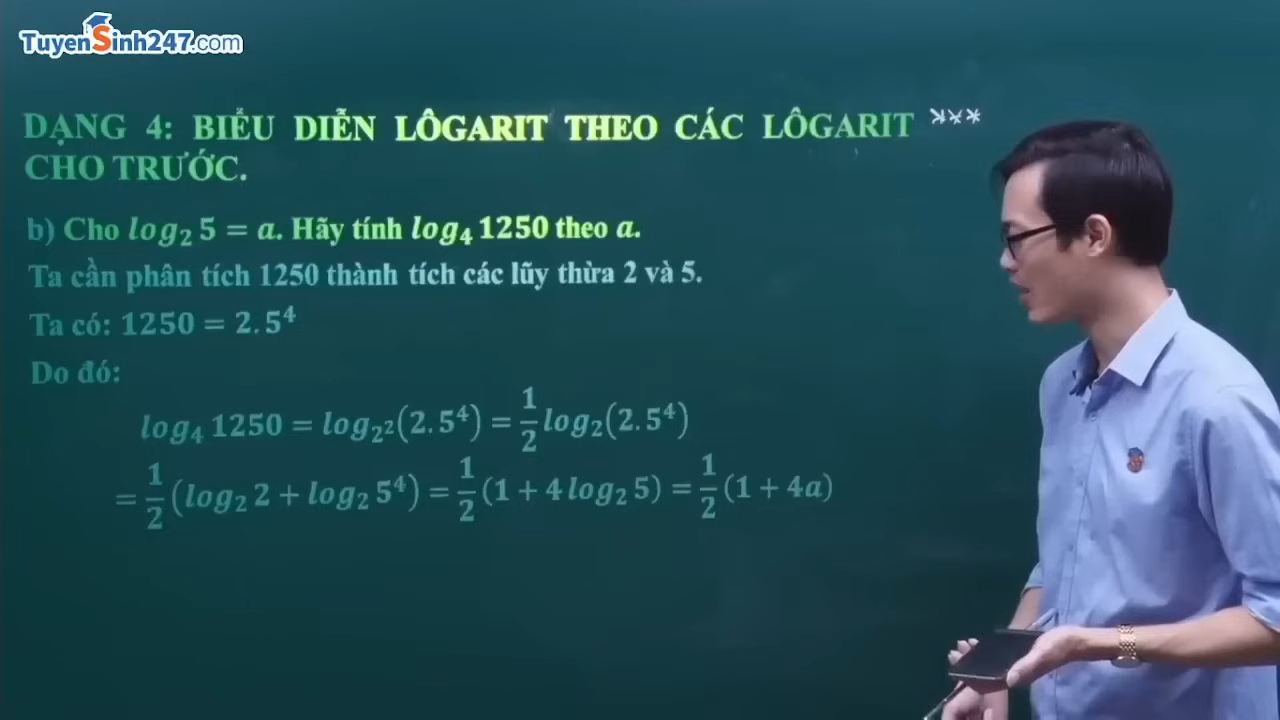 TuyenSinh247.com
DẠNG 4: BIỂU DIỄN LÔGARIT THEO CÁC LÔGARIT ***
CHO TRƯỚC.
b) Cho log₂ 5 = a. Hãy tính log₄ 1250 theo a.
Ta cần phân tích 1250 thành tích các lũy thừa 2 và 5.
Ta có: 1250 = 2.5⁴
Do đó:
log₄ 1250 = log_{2²}(2.5⁴) = 1/2 log₂(2.5⁴)
= 1/2 (log₂ 2 + log₂ 5⁴) = 1/2 (1 + 4 log₂ 5) = 1/2 (1 + 4a)